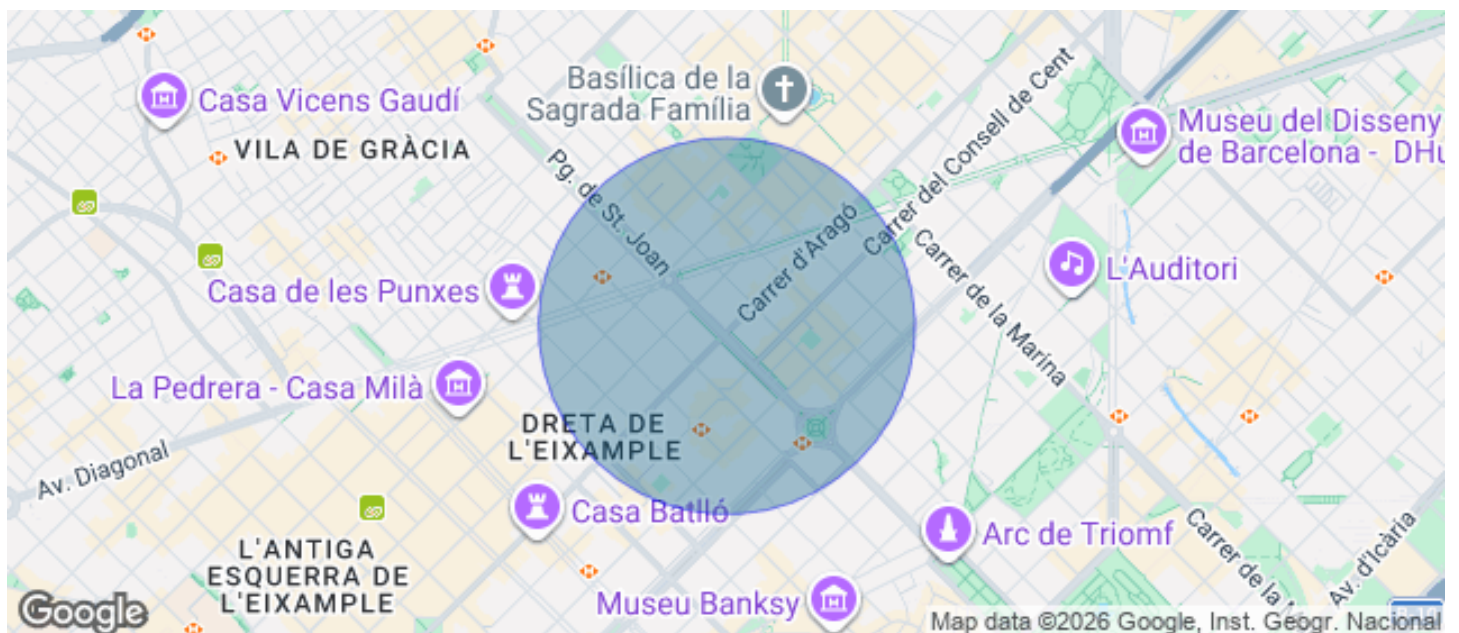 Basílica de la
Sagrada Família
Casa Vicens Gaudí
VILA DE GRÀCIA
Pg. de St. Joan
Carrer del Consell de Cent
Museu del Disseny
de Barcelona - DHu
Carrer d'Aragó
Casa de les Punxes
L'Auditori
Carrer de la Marina
La Pedrera - Casa Milà
DRETA DE
L'EIXAMPLE
Av. Diagonal
Casa Batlló
Arc de Triomf
L'ANTIGA
ESQUERRA DE
L'EIXAMPLE
Carrer de la
Av. d'Icària
Museu Banksy
Google
Map data ©2026 Google, Inst. Geogr. Nacional